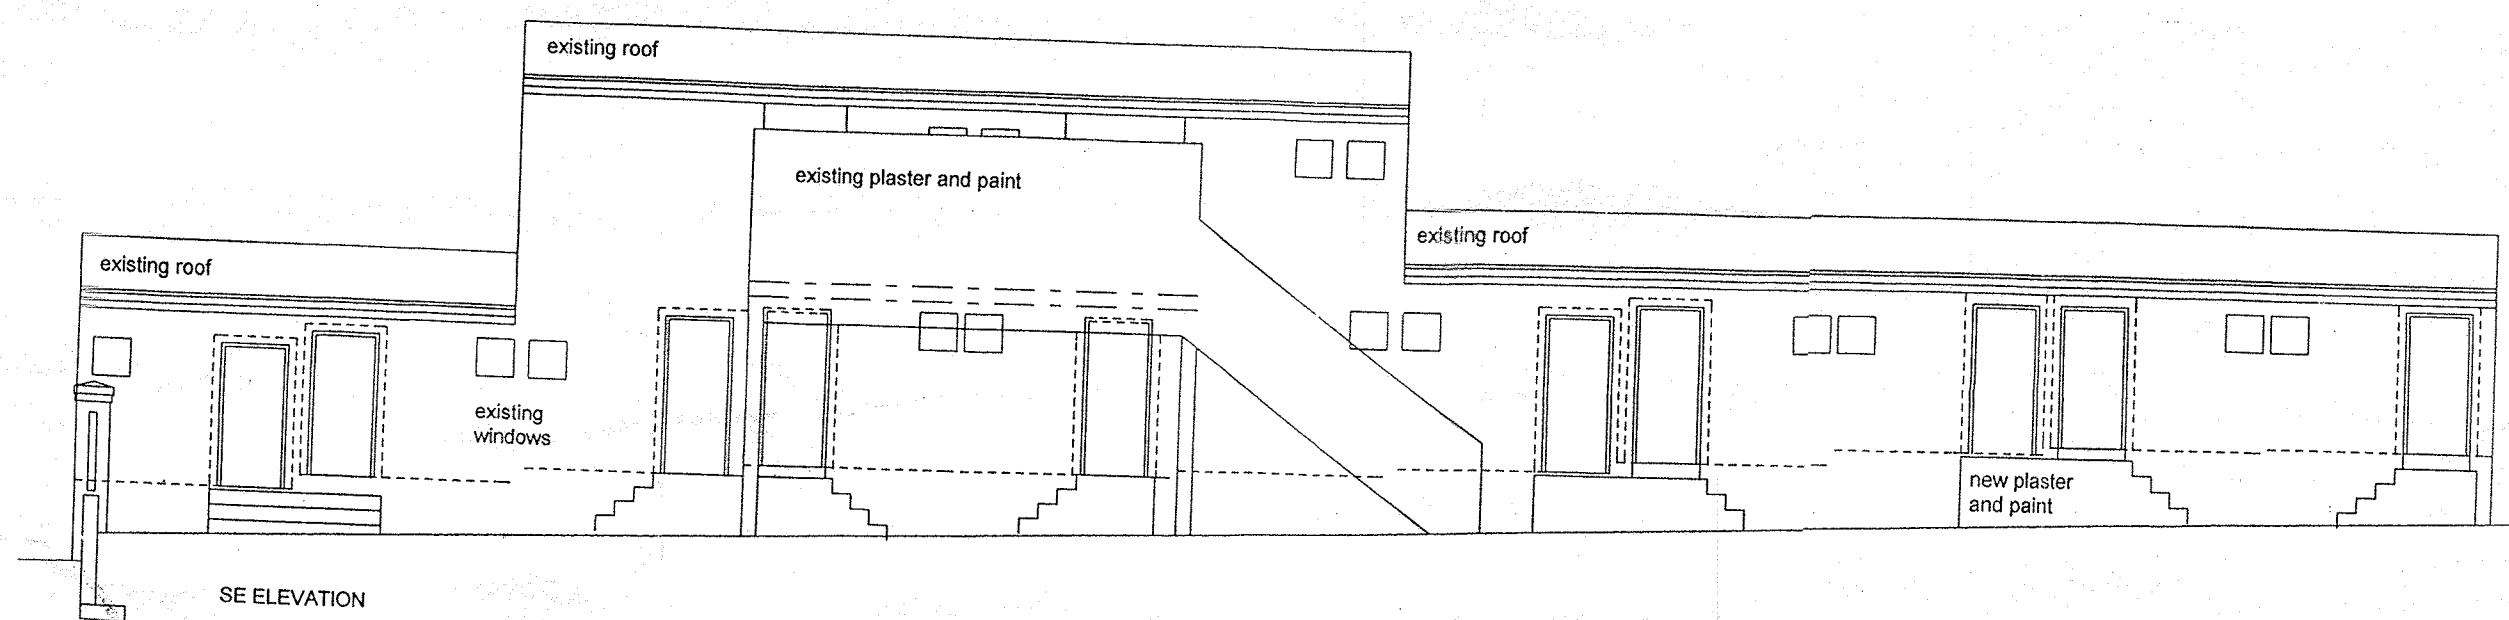 existing roof
existing plaster and paint
existing roof
existing roof
existing
windows
new plaster
and paint
SE ELEVATION